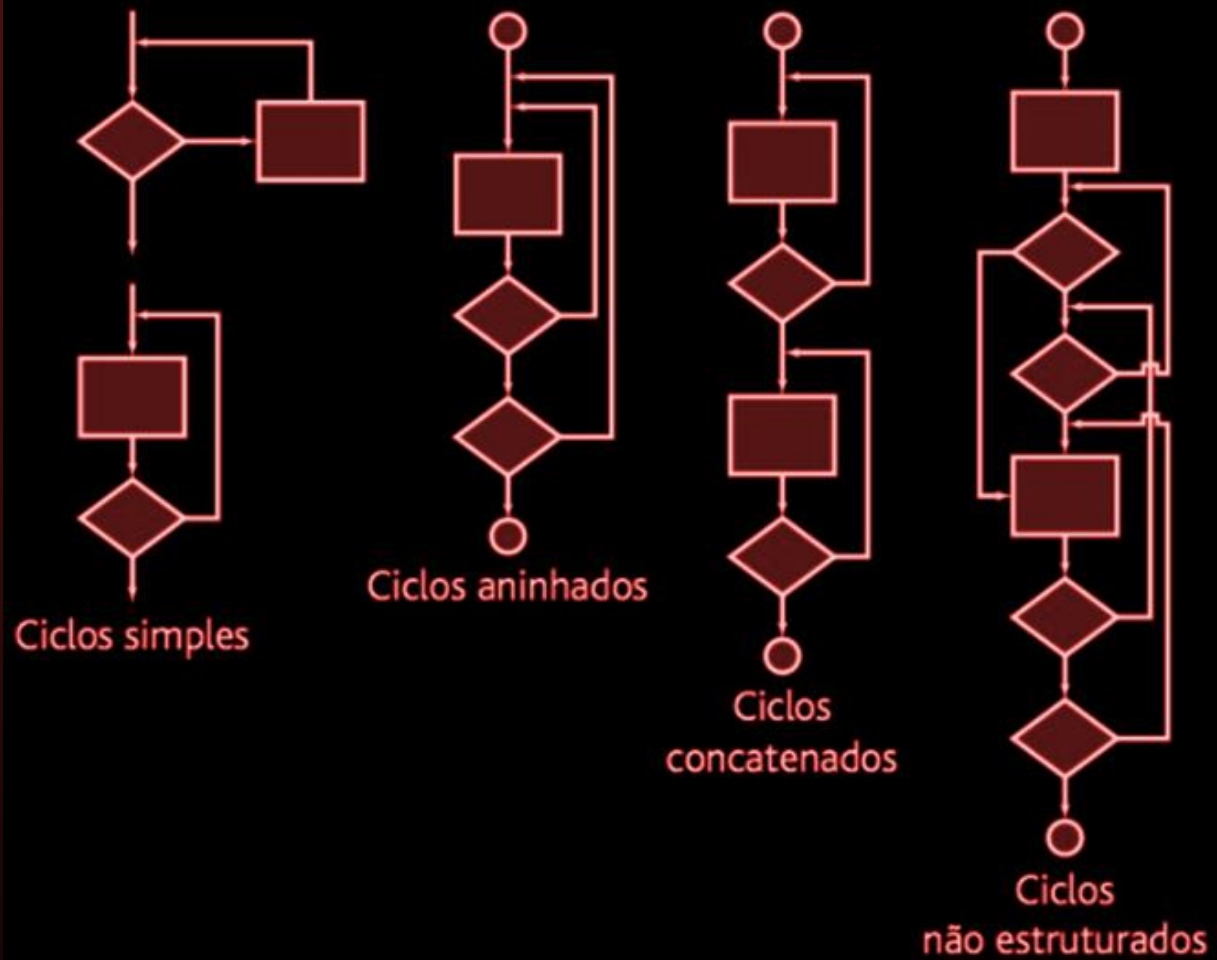 Ciclos simples
Ciclos aninhados
Ciclos
concatenados
Ciclos
não estruturados